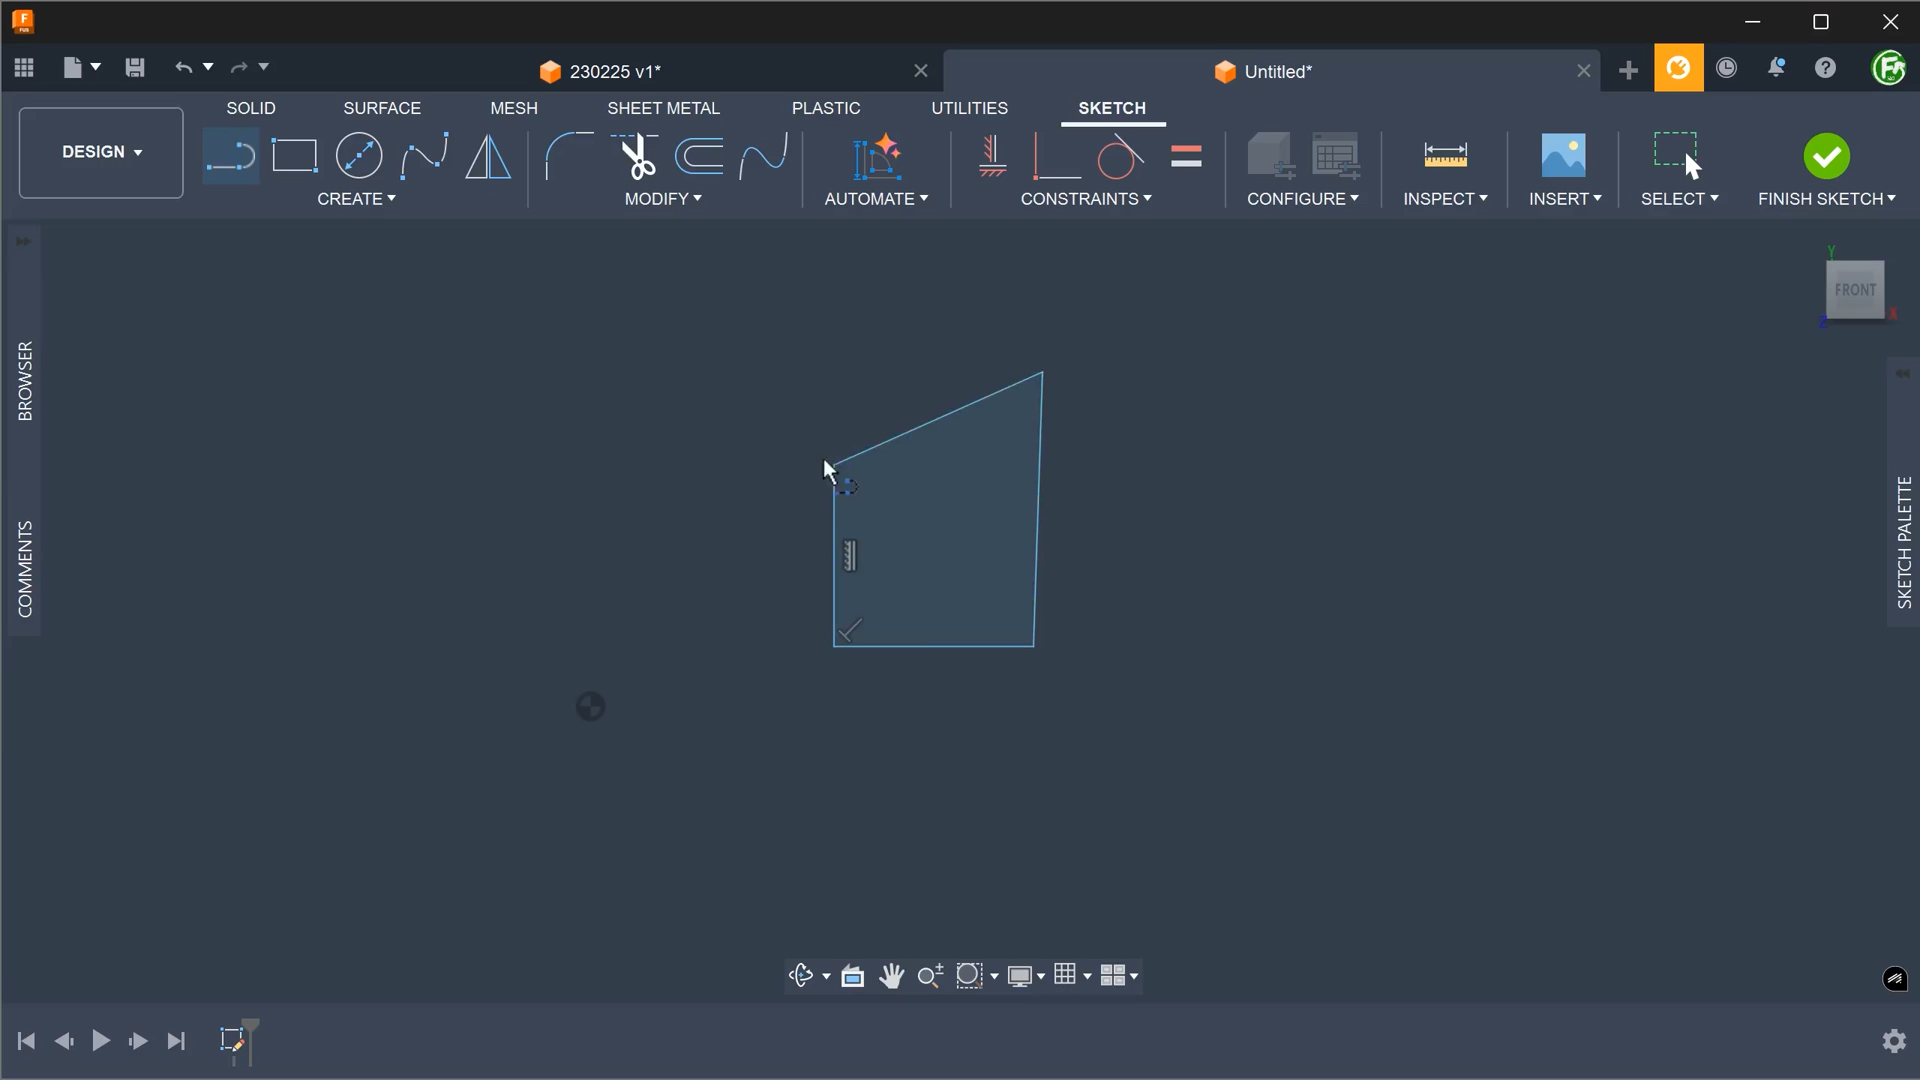 230225 v1*
Untitled*
DESIGN
SOLID
SURFACE
MESH
SHEET METAL
PLASTIC
UTILITIES
SKETCH
CREATE
MODIFY
AUTOMATE
CONSTRAINTS
CONFIGURE
INSPECT
INSERT
SELECT
FINISH SKETCH
BROWSER
COMMENTS
Y
FRONT
X
Z
SKETCH PALETTE